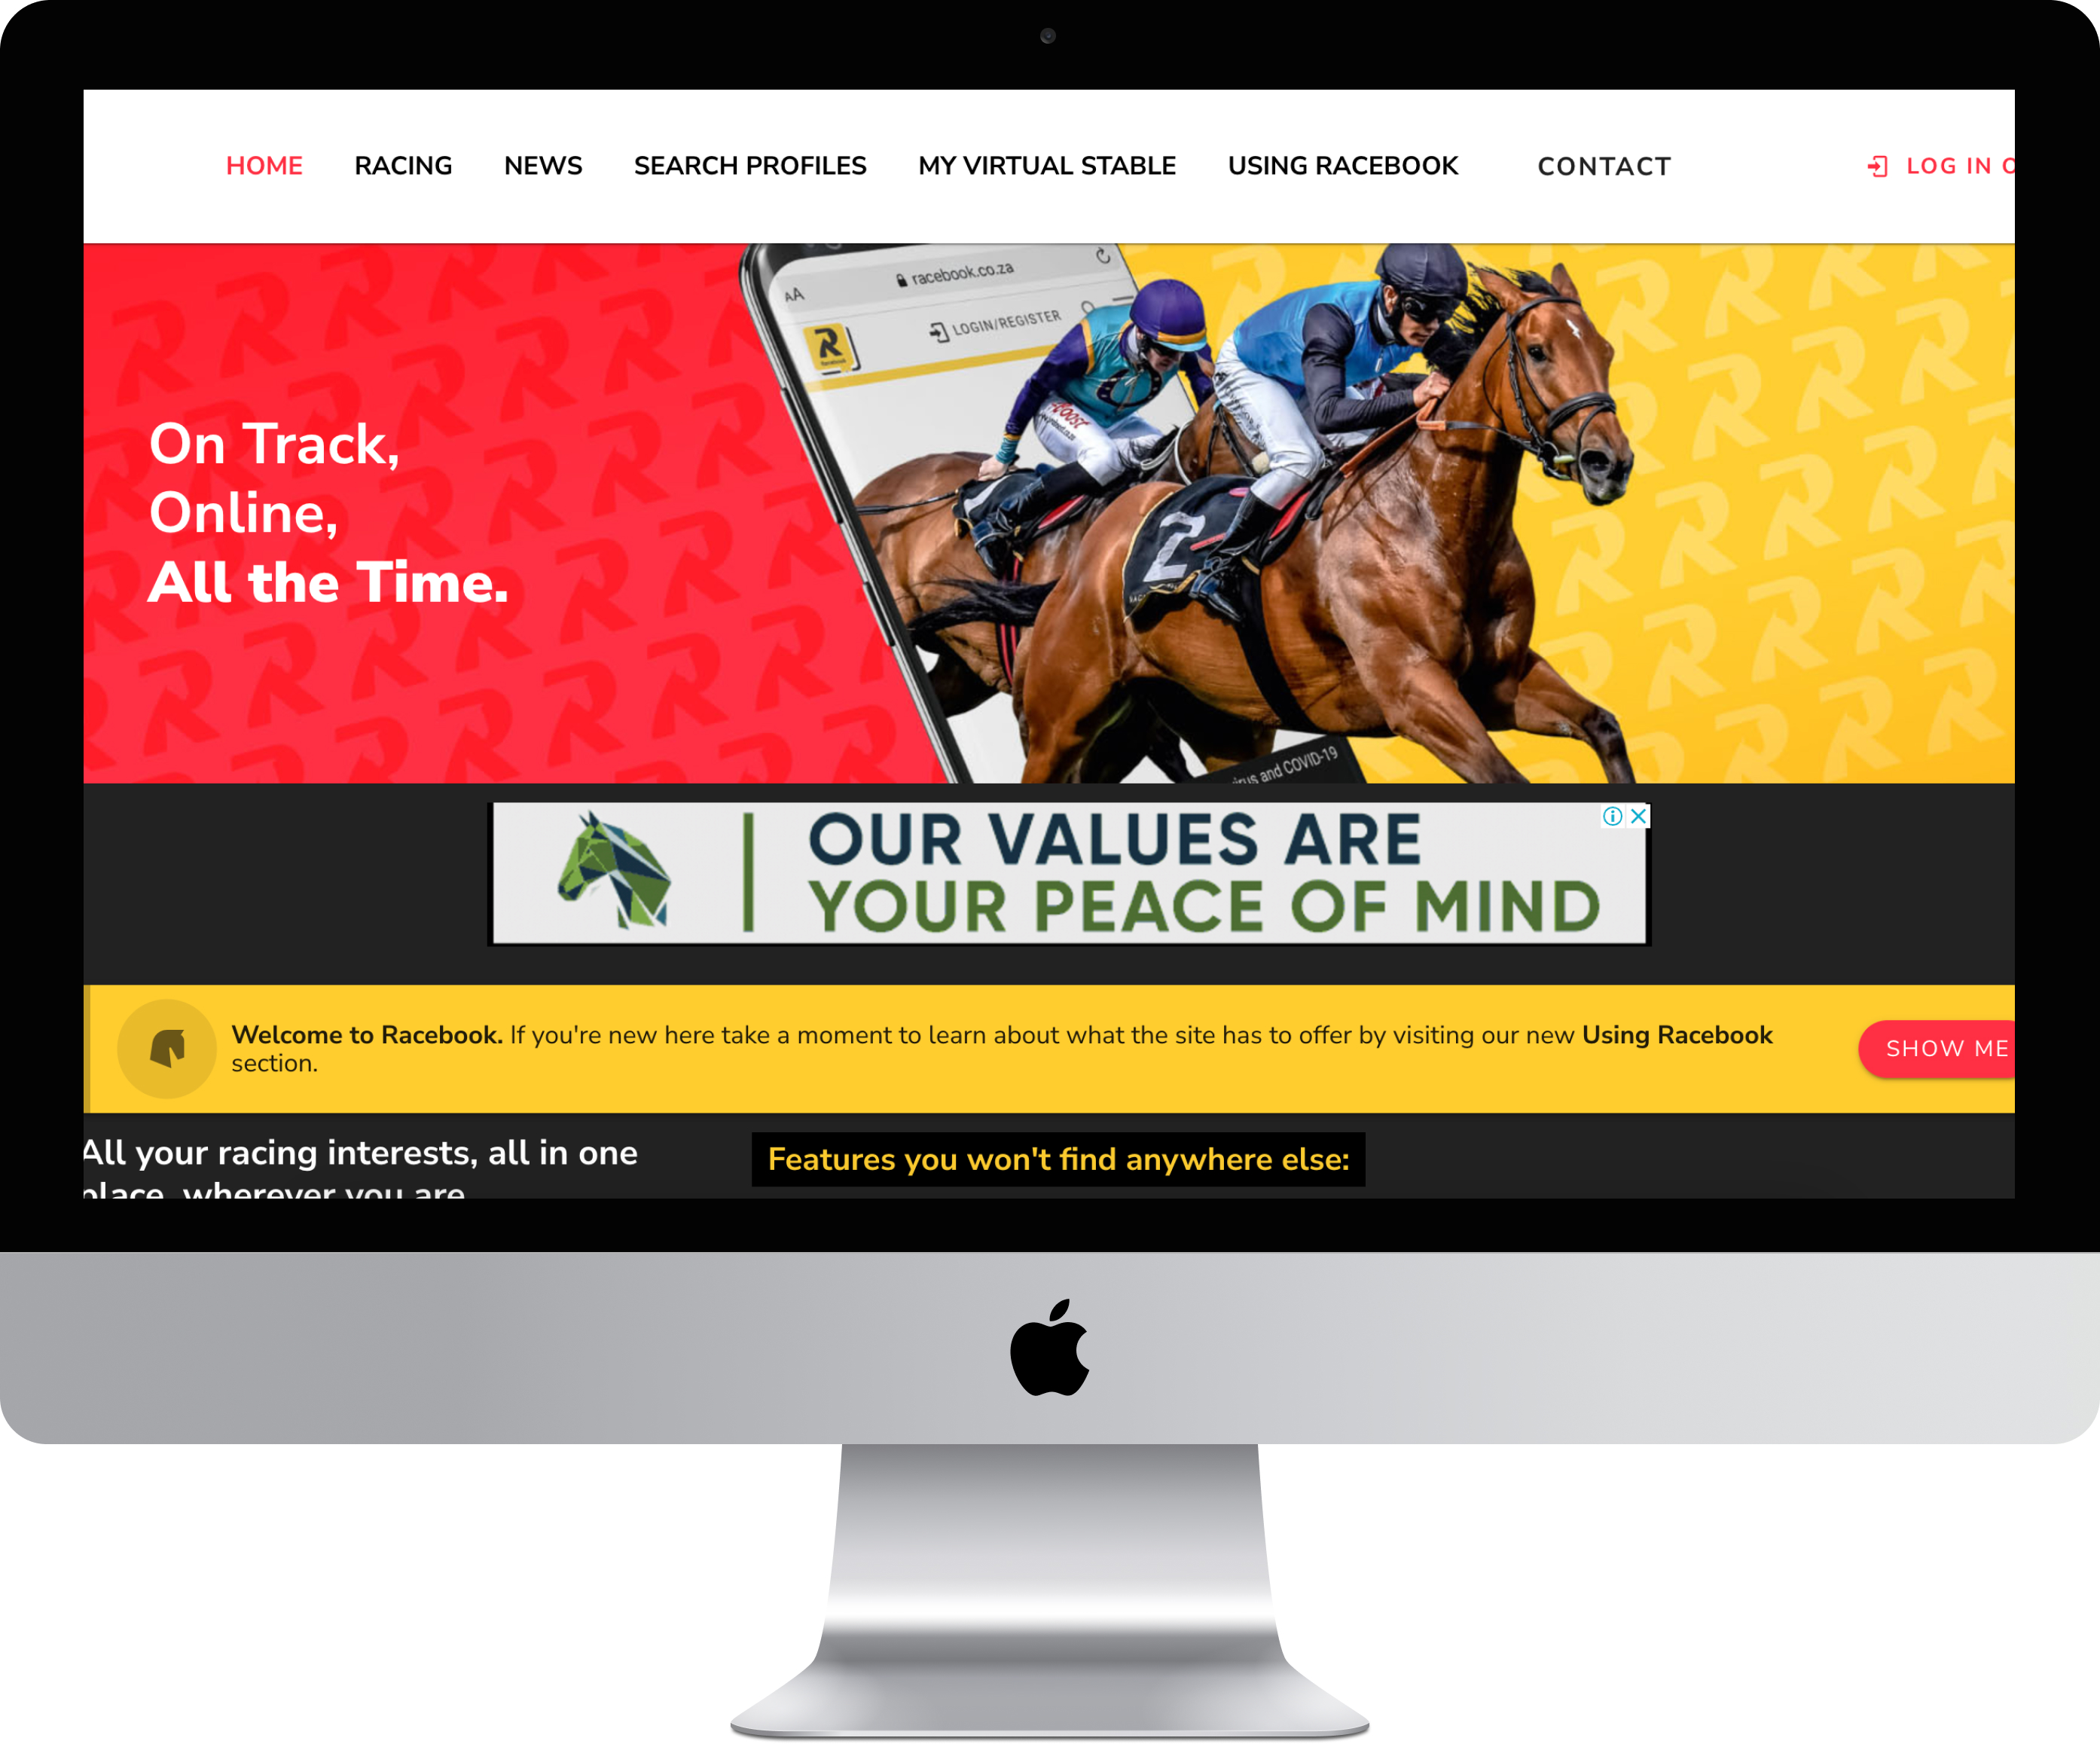 HOME RACING NEWS SEARCH PROFILES MY VIRTUAL STABLE USING RACEBOOK CONTACT LOG IN O
AA racebook.co.za
R LOGIN/REGISTER
On Track,
Online,
All the Time.
2
and COVID-19
OUR VALUES ARE
YOUR PEACE OF MIND
Welcome to Racebook. If you're new here take a moment to learn about what the site has to offer by visiting our new Using Racebook
section.
SHOW ME
All your racing interests, all in one
place, wherever you are
Features you won't find anywhere else: